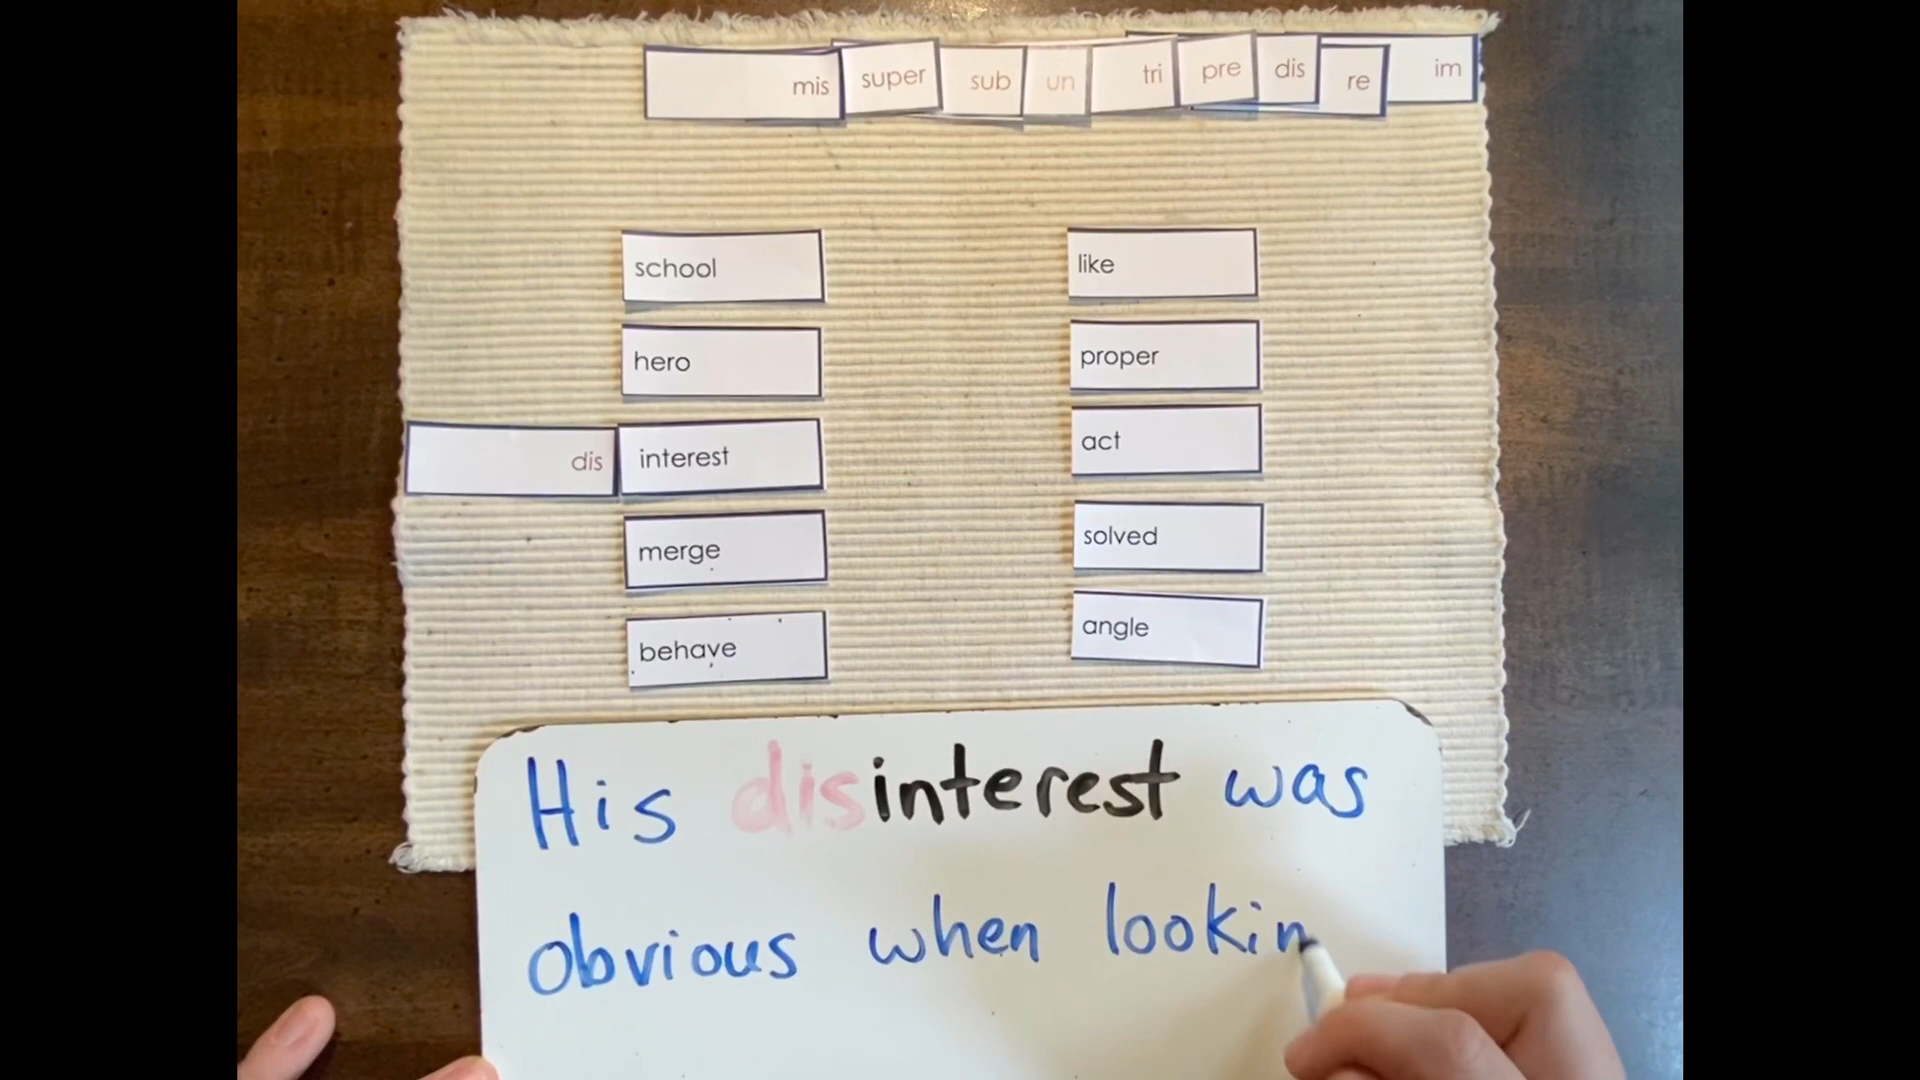 mis super sub un tri pre dis re im
school
hero
dis interest
merge
behave
like
proper
act
solved
angle
His disinterest was
obvious when lookin